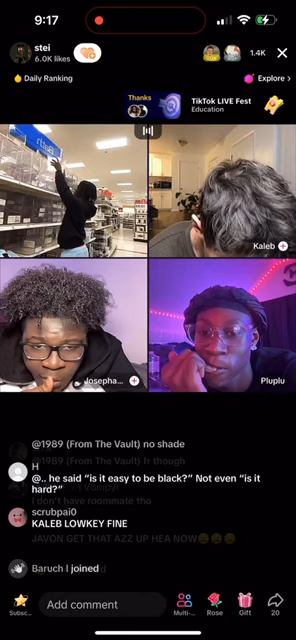 9:17
stei
6.0K likes
1.4K
Daily Ranking
Explore >
Thanks
TikTok LIVE Fest
Education
Kaleb
Josepha...
Pluplu
@1989 (From The Vault) no shade
H
@1989 (From The Vault) fr though
@.. he said “is it easy to be black?” Not even “is it
hard?”
I don't have roommate tho
scrubpai0
KALEB LOWKEY FINE
JAVON GET THAT AZZ UP HEA NOW
Baruch I joined
Subsc...
Add comment
Multi-...
Rose
Gift
20